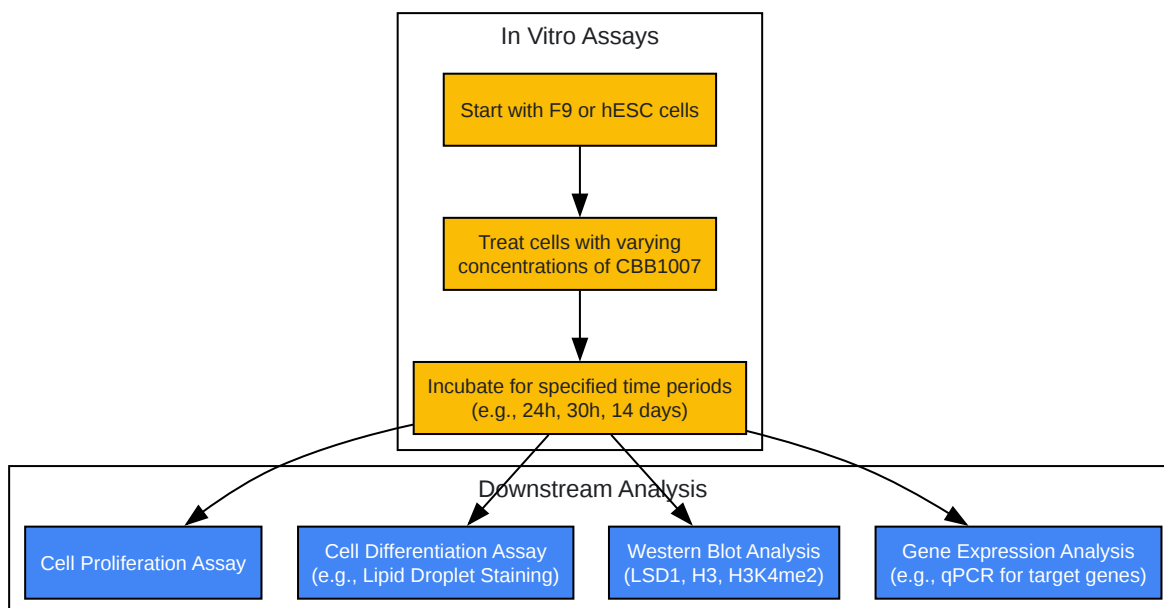 In Vitro Assays
Start with F9 or hESC cells
Treat cells with varying
concentrations of CBB1007
Incubate for specified time periods
(e.g., 24h, 30h, 14 days)
Downstream Analysis
Cell Proliferation Assay
Cell Differentiation Assay
(e.g., Lipid Droplet Staining)
Western Blot Analysis
(LSD1, H3, H3K4me2)
Gene Expression Analysis
(e.g., qPCR for target genes)